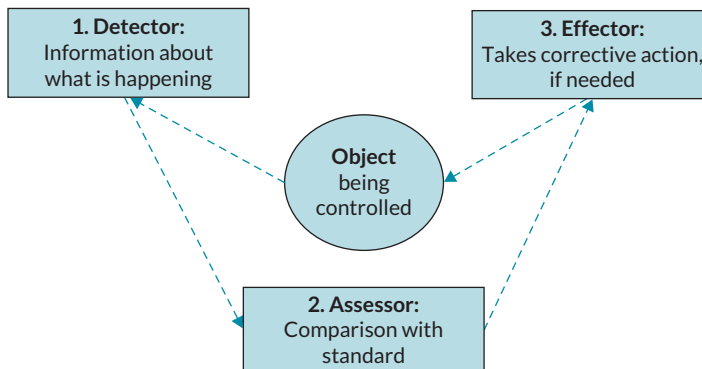 1. Detector:
Information about
what is happening
3. Effector:
Takes corrective action,
if needed
Object
being
controlled
2. Assessor:
Comparison with
standard